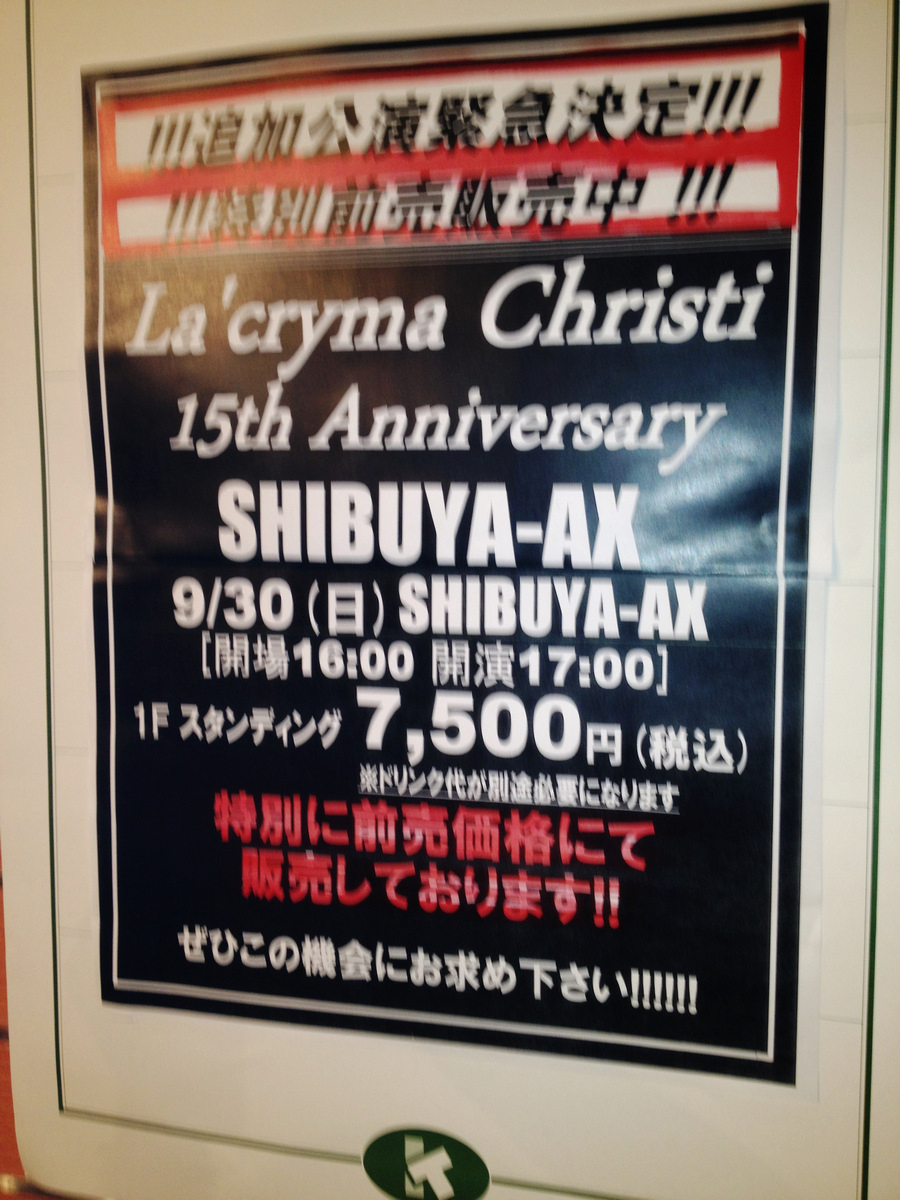 !!!追加公演緊急決定!!!
!!!特別前売販売中 !!!
La'cryma Christi
15th Anniversary
SHIBUYA-AX
9/30(日) SHIBUYA-AX
[開場16:00 開演17:00]
1F スタンディング 7,500円(税込)
※ドリンク代が別途必要になります
特別に前売価格にて
販売しております!!
ぜひこの機会にお求め下さい!!!!!!